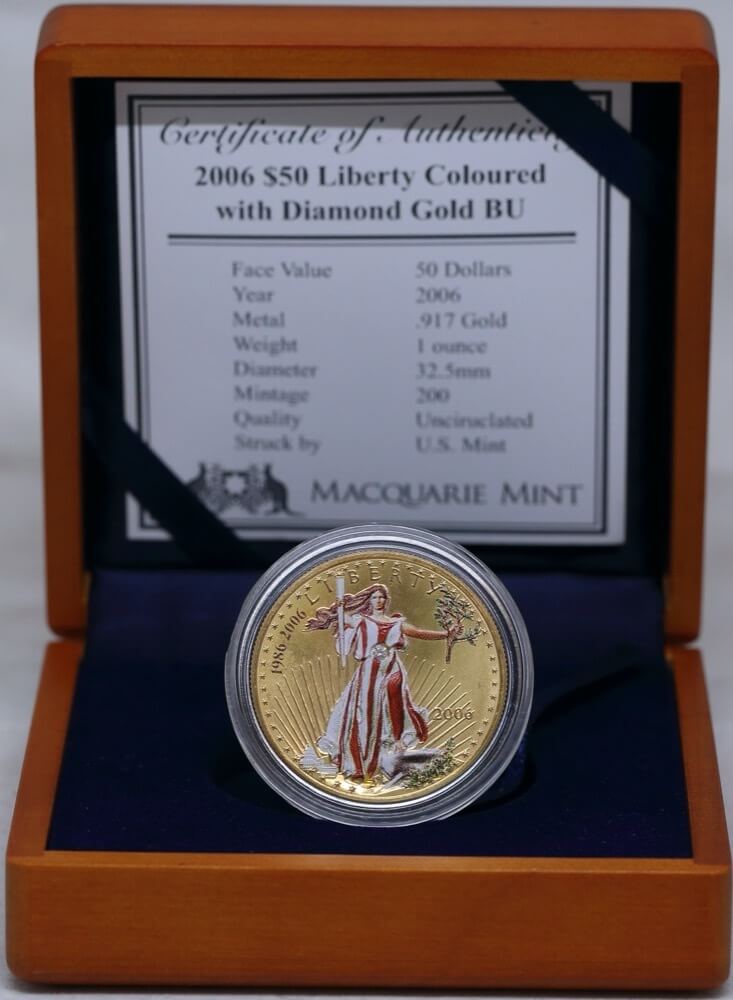 Certificate of Authenticity
2006 $50 Liberty Coloured
with Diamond Gold BU
Face Value 50 Dollars
Year 2006
Metal .917 Gold
Weight 1 ounce
Diameter 32.5mm
Mintage 200
Quality Unciruclated
Struck by U.S. Mint
MACQUARIE MINT
LIBERTY
1986 2006
2006